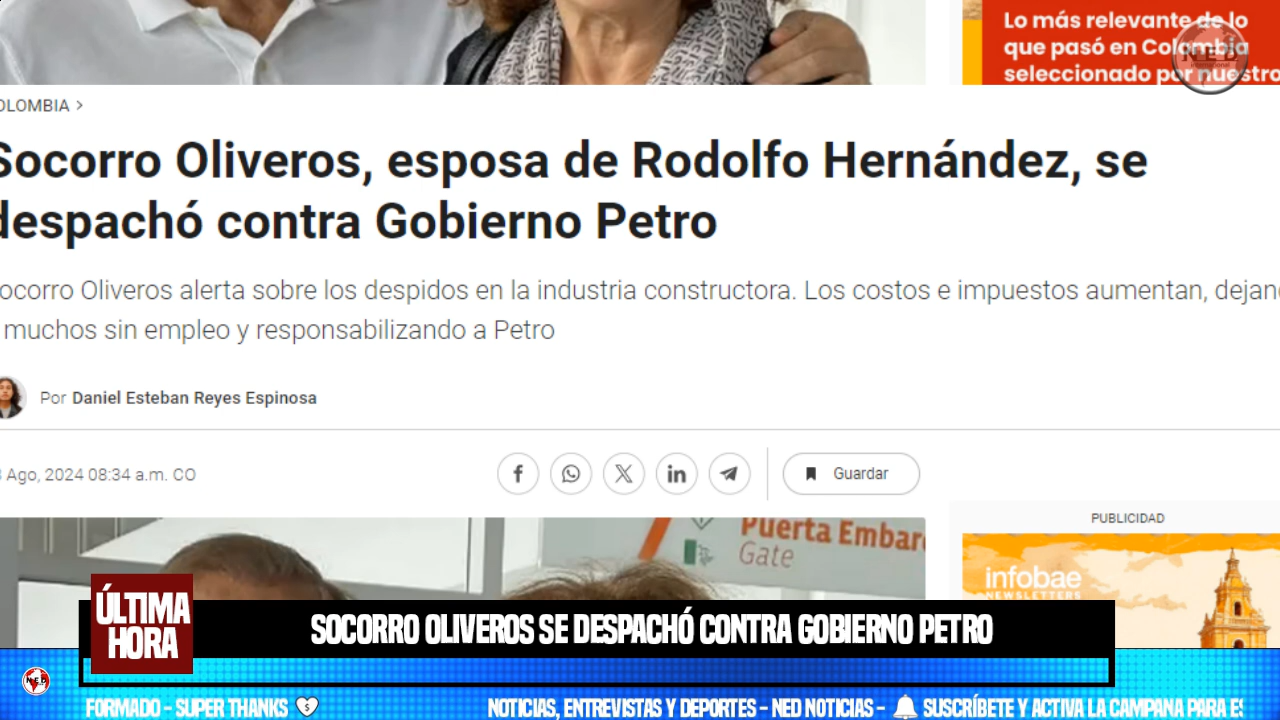 Lo más relevante de lo
que pasó en Colombia
seleccionado por nuestro
N.E.D
OLOMBIA >
Socorro Oliveros, esposa de Rodolfo Hernández, se
despachó contra Gobierno Petro
ocorro Oliveros alerta sobre los despidos en la industria constructora. Los costos e impuestos aumentan, dejand
muchos sin empleo y responsabilizando a Petro
Por Daniel Esteban Reyes Espinosa
Ago, 2024 08:34 a.m. CO
Guardar
PUBLICIDAD
Puerta Embar
Gate
infobae
NEWSLETTERS
ÚLTIMA
HORA
SOCORRO OLIVEROS SE DESPACHÓ CONTRA GOBIERNO PETRO
N.E.D
FORMADO - SUPER THANKS
NOTICIAS, ENTREVISTAS Y DEPORTES - NED NOTICIAS -
SUSCRÍBETE Y ACTIVA LA CAMPANA PARA ES